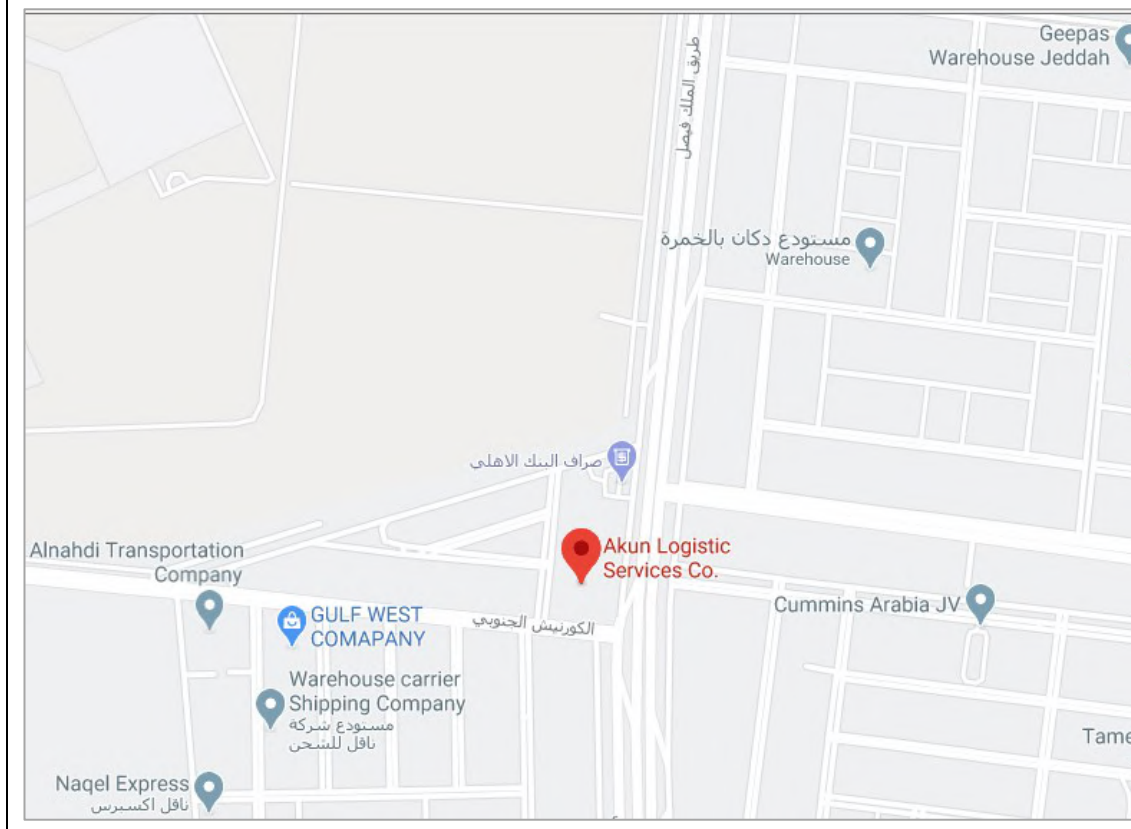 Geepas
Warehouse Jeddah
طريق الملك فيصل
مستودع دكان بالخمرة
Warehouse
صراف البنك الاهلي
Akun Logistic
Services Co.
Alnahdi Transportation
Company
Cummins Arabia JV
GULF WEST
COMAPANY
الكورنيش الجنوبي
Warehouse carrier
Shipping Company
مستودع شركة
ناقل للشحن
Tame
Naqel Express
ناقل اكسبرس